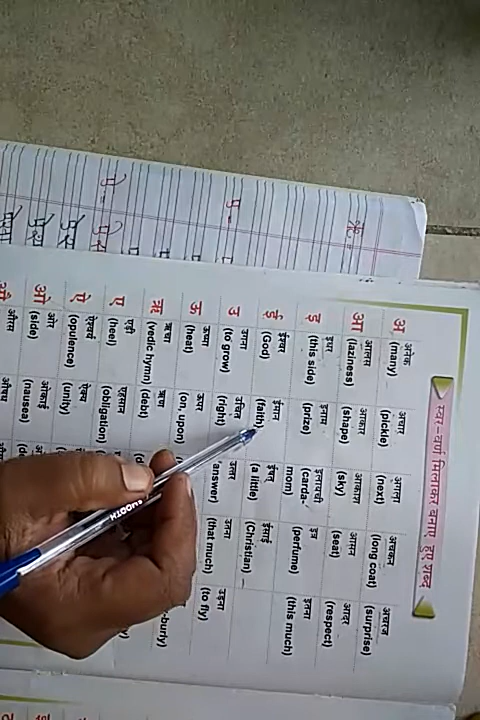 स्वर-वर्ण मिलाकर बनाए हुए शब्द
अ अनेक अचार अगला अचकन अचरज
(many) (pickle) (next) (long coat) (surprise)
आ आलस आकार आकाश आसन आदर
(laziness) (shape) (sky) (seat) (respect)
इ इधर इनाम इलायची इत्र इतना
(this side) (prize) (carda- (perfume) (this much)
mom)
ई ईश्वर ईमान ईषत् ईसाई
(God) (faith) (a little) (Christian)
उ उगना उचित उत्तर उतना उड़ना
(to grow) (right) answer) (that much) (to fly)
ऊ ऊष्मा ऊपर
(heet) (on, upon)
ऋ ऋचा ऋण
(vedic hymn) (debt) -burly)
ए एड़ी एहसान
(heel) (obligation)
ऐ ऐश्वर्य ऐक्य
(opulence) (unity)
ओ ओर ओकाई
(side) (nausea)
औ औरत औषध